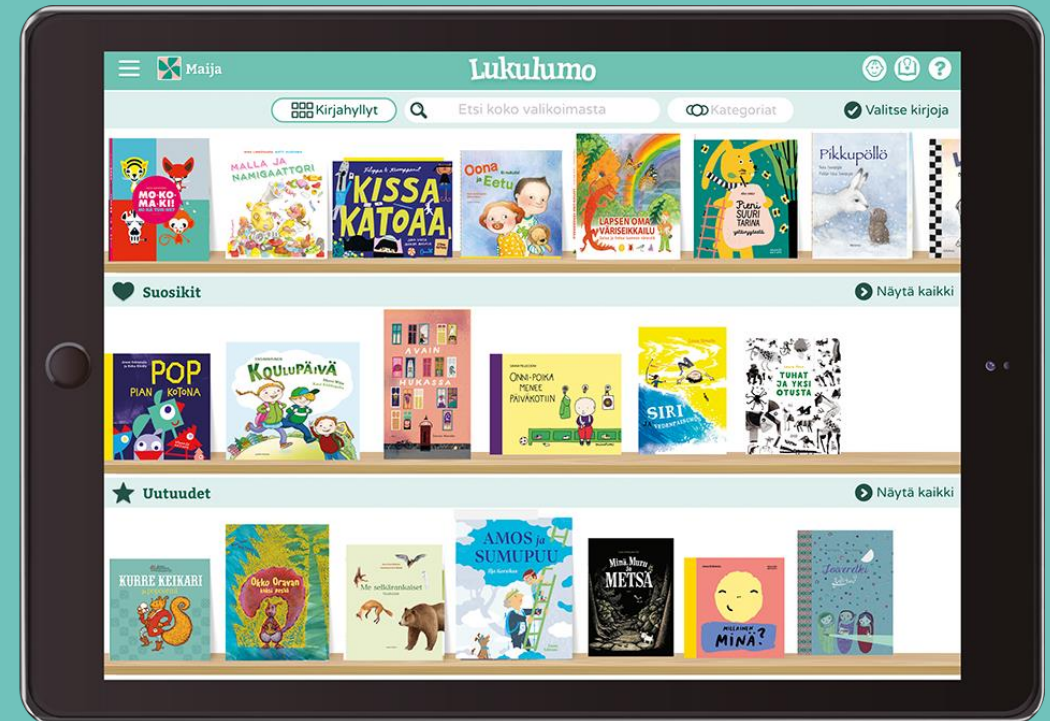 Maija
Lukulumo
?
Kirjahyllyt
Etsi koko valikoimasta
Kategoriat
Valitse kirjoja
MO-KO-
MA-KI!
MALLA JA
NAMIGAATTORI
KISSA
KATOAA
Oona
ja Eetu
LAPSEN OMA
VÄRISEIKKAILU
Pieni
SUURI
TARINA
Pikkupöllö
Suosikit
Näytä kaikki
POP
PIAN KOTONA
KOULUPÄIVÄ
AVAIN
HUKASSA
ONNI-POIKA
MENEE
PÄIVÄKOTIIN
SIRI
TUHAT
JA YKSI
OTUSTA
Uutuudet
Näytä kaikki
KURRE KEIKARI
Okko Oravan
Me selkärankaiset
AMOS ja
SUMUPUU
Minä, Muru
ja
METSÄ
MILLAINEN
MINÄ?
Joaveretki